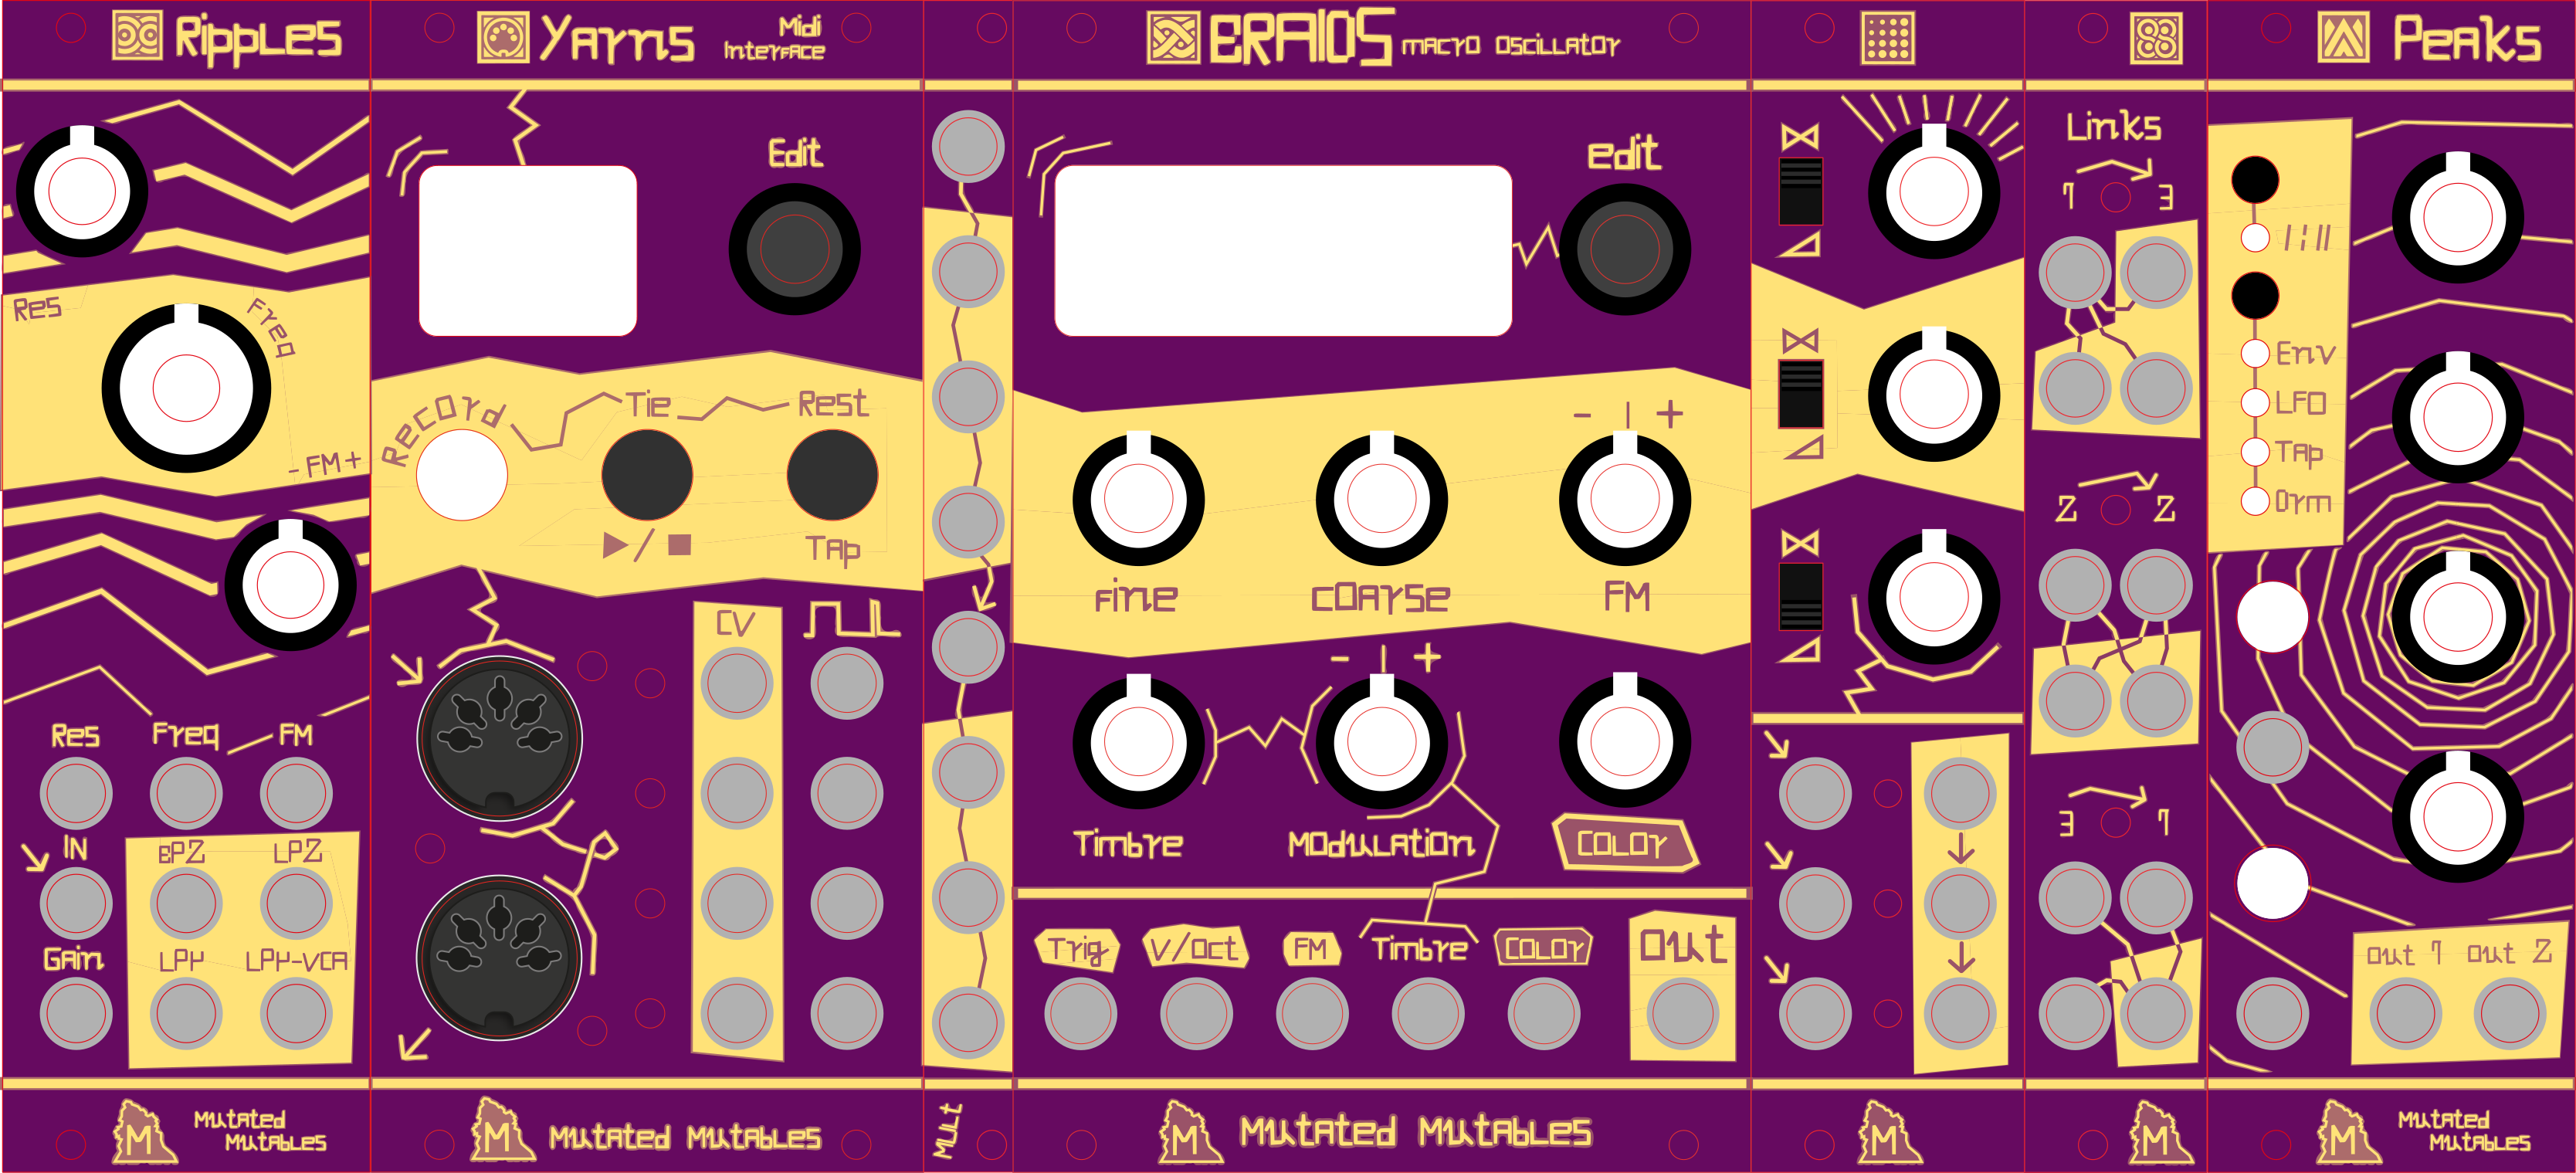 Ripples
Res
Freq
- FM +
Res Freq FM
IN BP2 LP2
Gain LP4 LP4-VCA
M Mutated
Mutables
Yarns Midi
Interface
Edit
Record Tie Rest
▶/■ Tap
CV
M Mutated Mutables
Mult
BRAIDS macro oscillator
edit
- | +
Fine coarse FM
- | +
Timbre Modulation Color
Trig V/Oct FM Timbre Color Out
M Mutated Mutables
M
Links
1 3
2 2
3 1
M
Peaks
Env
LFO
Tap
Drm
Out 1 Out 2
M Mutated
Mutables